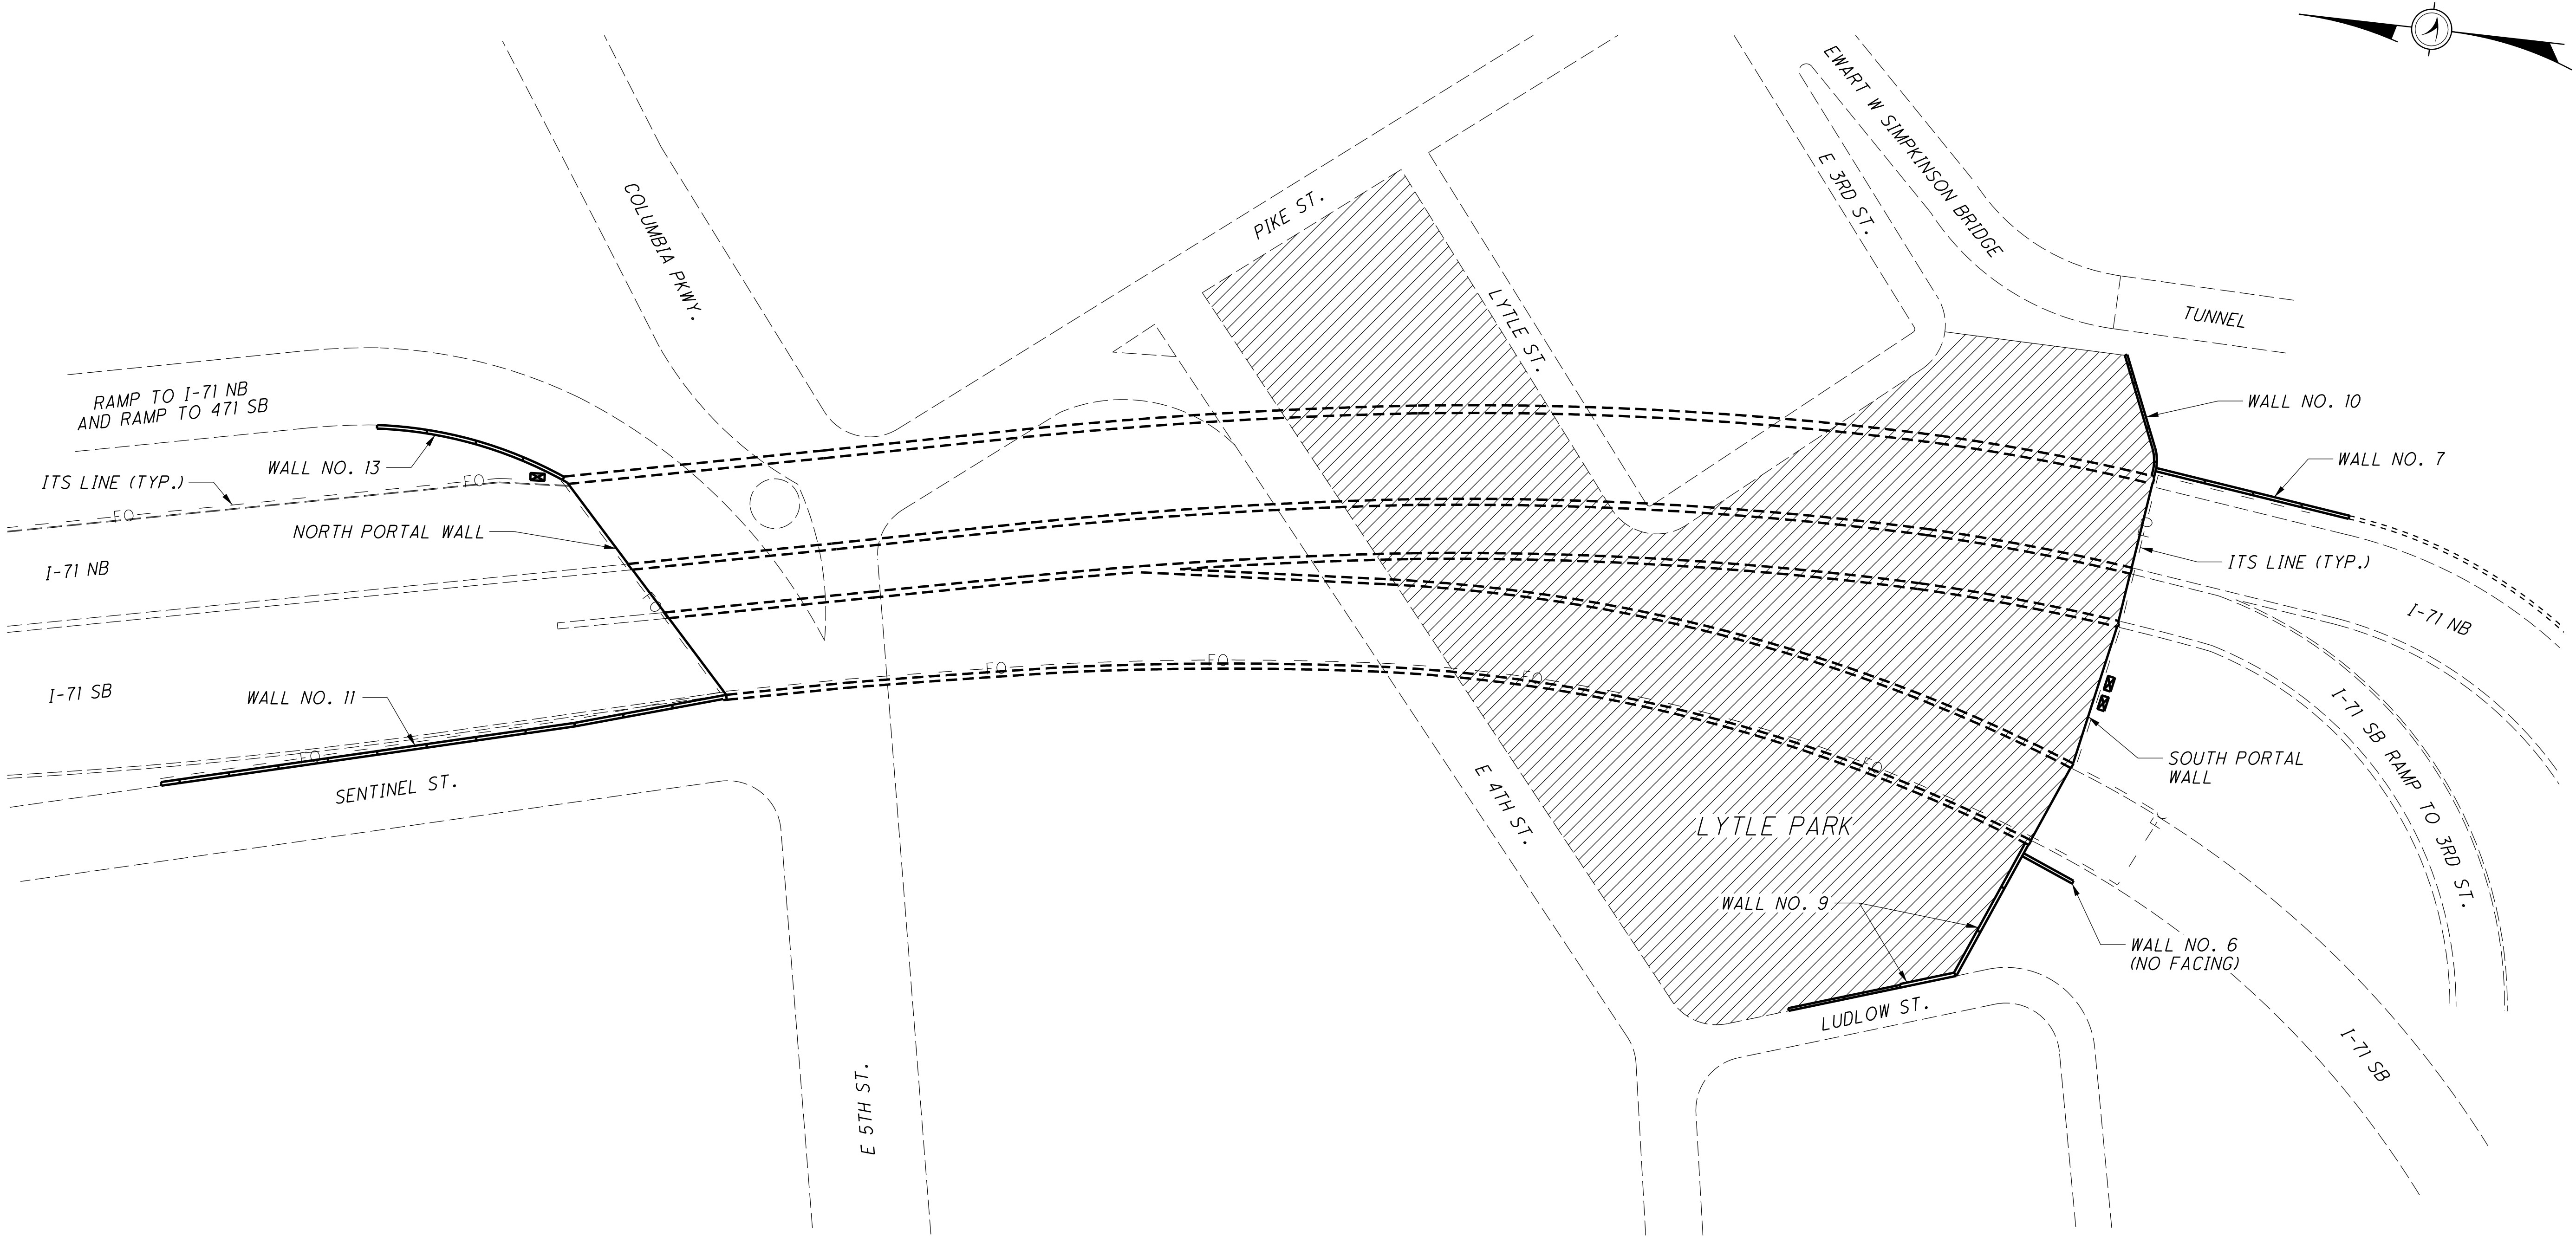 EWART W SIMPKINSON BRIDGE
E 3RD ST.
COLUMBIA PKWY.
PIKE ST.
LYTLE ST.
TUNNEL
RAMP TO I-71 NB
AND RAMP TO 471 SB
WALL NO. 10
WALL NO. 13
WALL NO. 7
ITS LINE (TYP.)
FO
FO
NORTH PORTAL WALL
FO
ITS LINE (TYP.)
I-71 NB
FO
I-71 NB
FO
FO
FO
I-71 SB
WALL NO. 11
FO
I-71 SB RAMP TO 3RD ST.
SOUTH PORTAL
WALL
FO
SENTINEL ST.
E 4TH ST.
LYTLE PARK
WALL NO. 9
WALL NO. 6
(NO FACING)
LUDLOW ST.
I-71 SB
E 5TH ST.